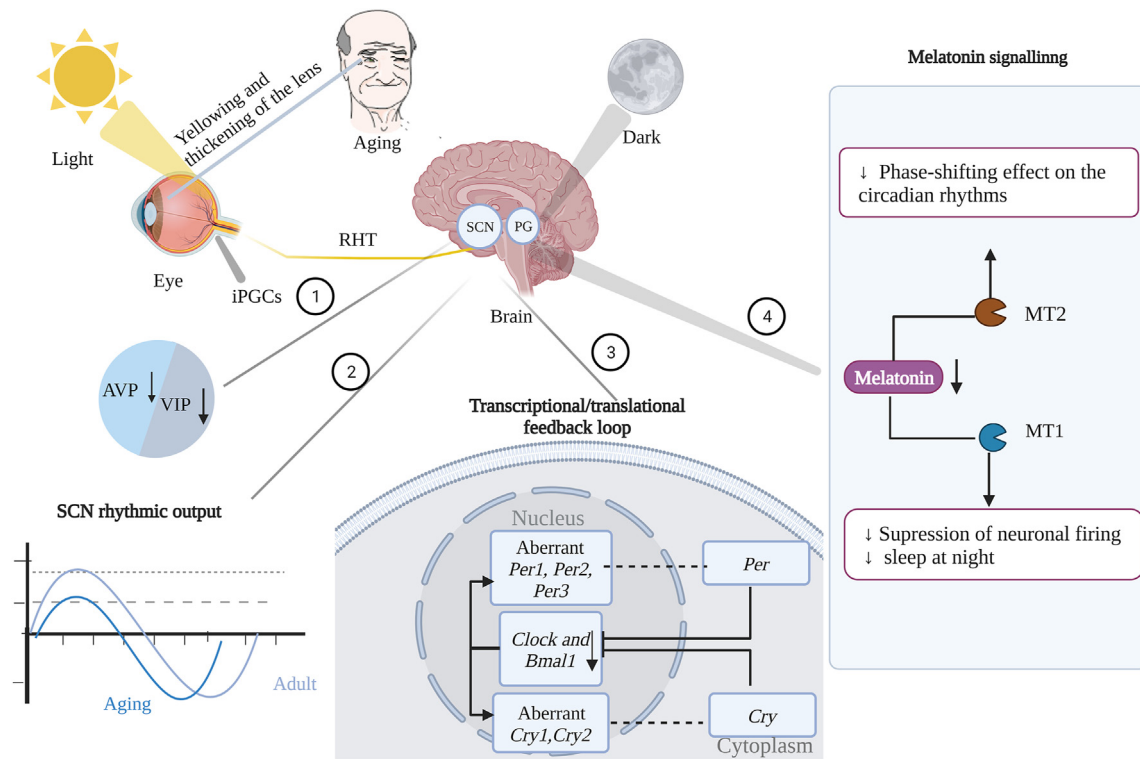 Light
Yellowing and
thickening of the lens
Aging
Dark
Eye
iPGCs
RHT
SCN
PG
Brain
1
2
3
4
AVP ↓
VIP ↓
SCN rhythmic output
Aging
Adult
Transcriptional/translational
feedback loop
Nucleus
Aberrant
Per1, Per2,
Per3
Per
Clock and
Bmal1 ↓
Aberrant
Cry1,Cry2
Cry
Cytoplasm
Melatonin signallinng
↓ Phase-shifting effect on the
circadian rhythms
MT2
Melatonin ↓
MT1
↓ Supression of neuronal firing
↓ sleep at night